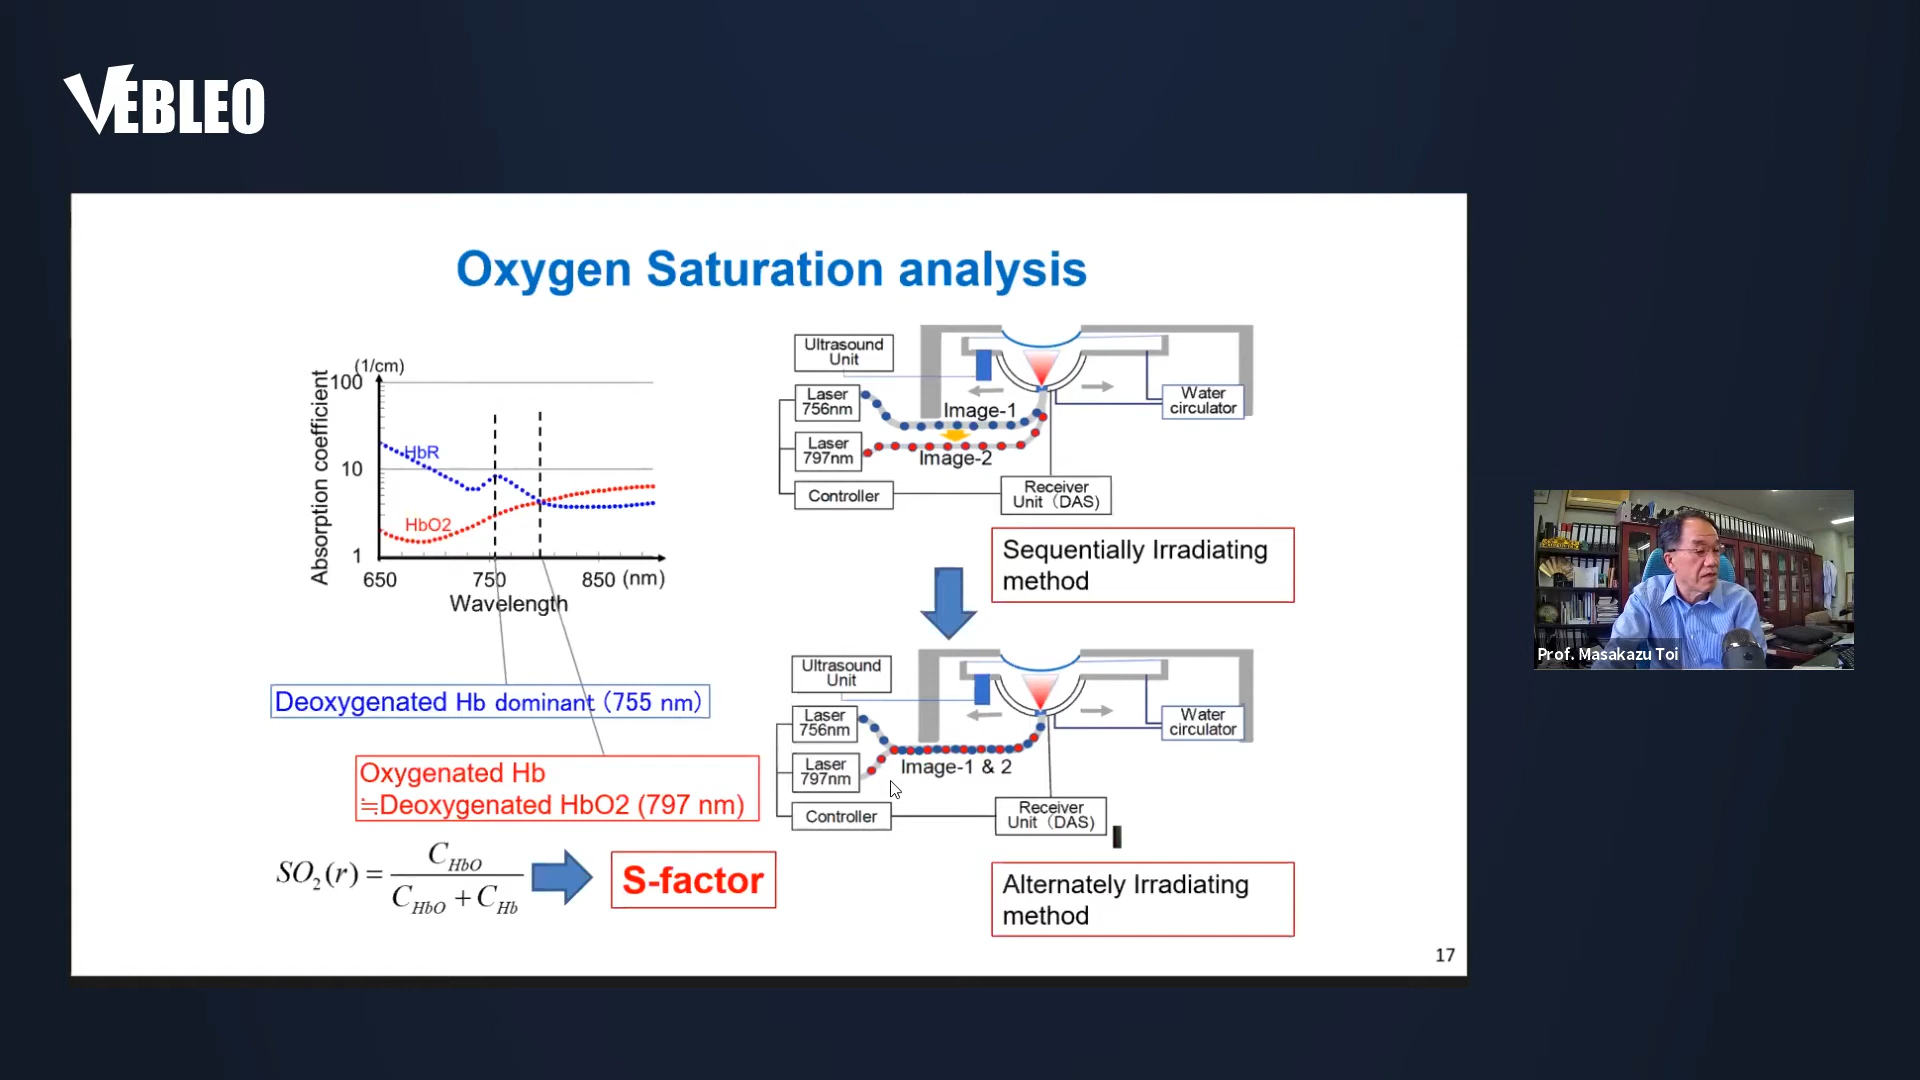 VEBLEO
Oxygen Saturation analysis
(1/cm)
100
10
1
Absorption coefficient
HbR
HbO2
650
750
850 (nm)
Wavelength
Deoxygenated Hb dominant (755 nm)
Oxygenated Hb
≒Deoxygenated HbO2 (797 nm)
SO₂(r) = C_HbO / (C_HbO + C_Hb)
S-factor
Ultrasound
Unit
Laser
756nm
Laser
797nm
Controller
Image-1
Image-2
Water
circulator
Receiver
Unit (DAS)
Sequentially Irradiating
method
Ultrasound
Unit
Laser
756nm
Laser
797nm
Controller
Image-1 & 2
Water
circulator
Receiver
Unit (DAS)
Alternately Irradiating
method
17
Prof. Masakazu Toi